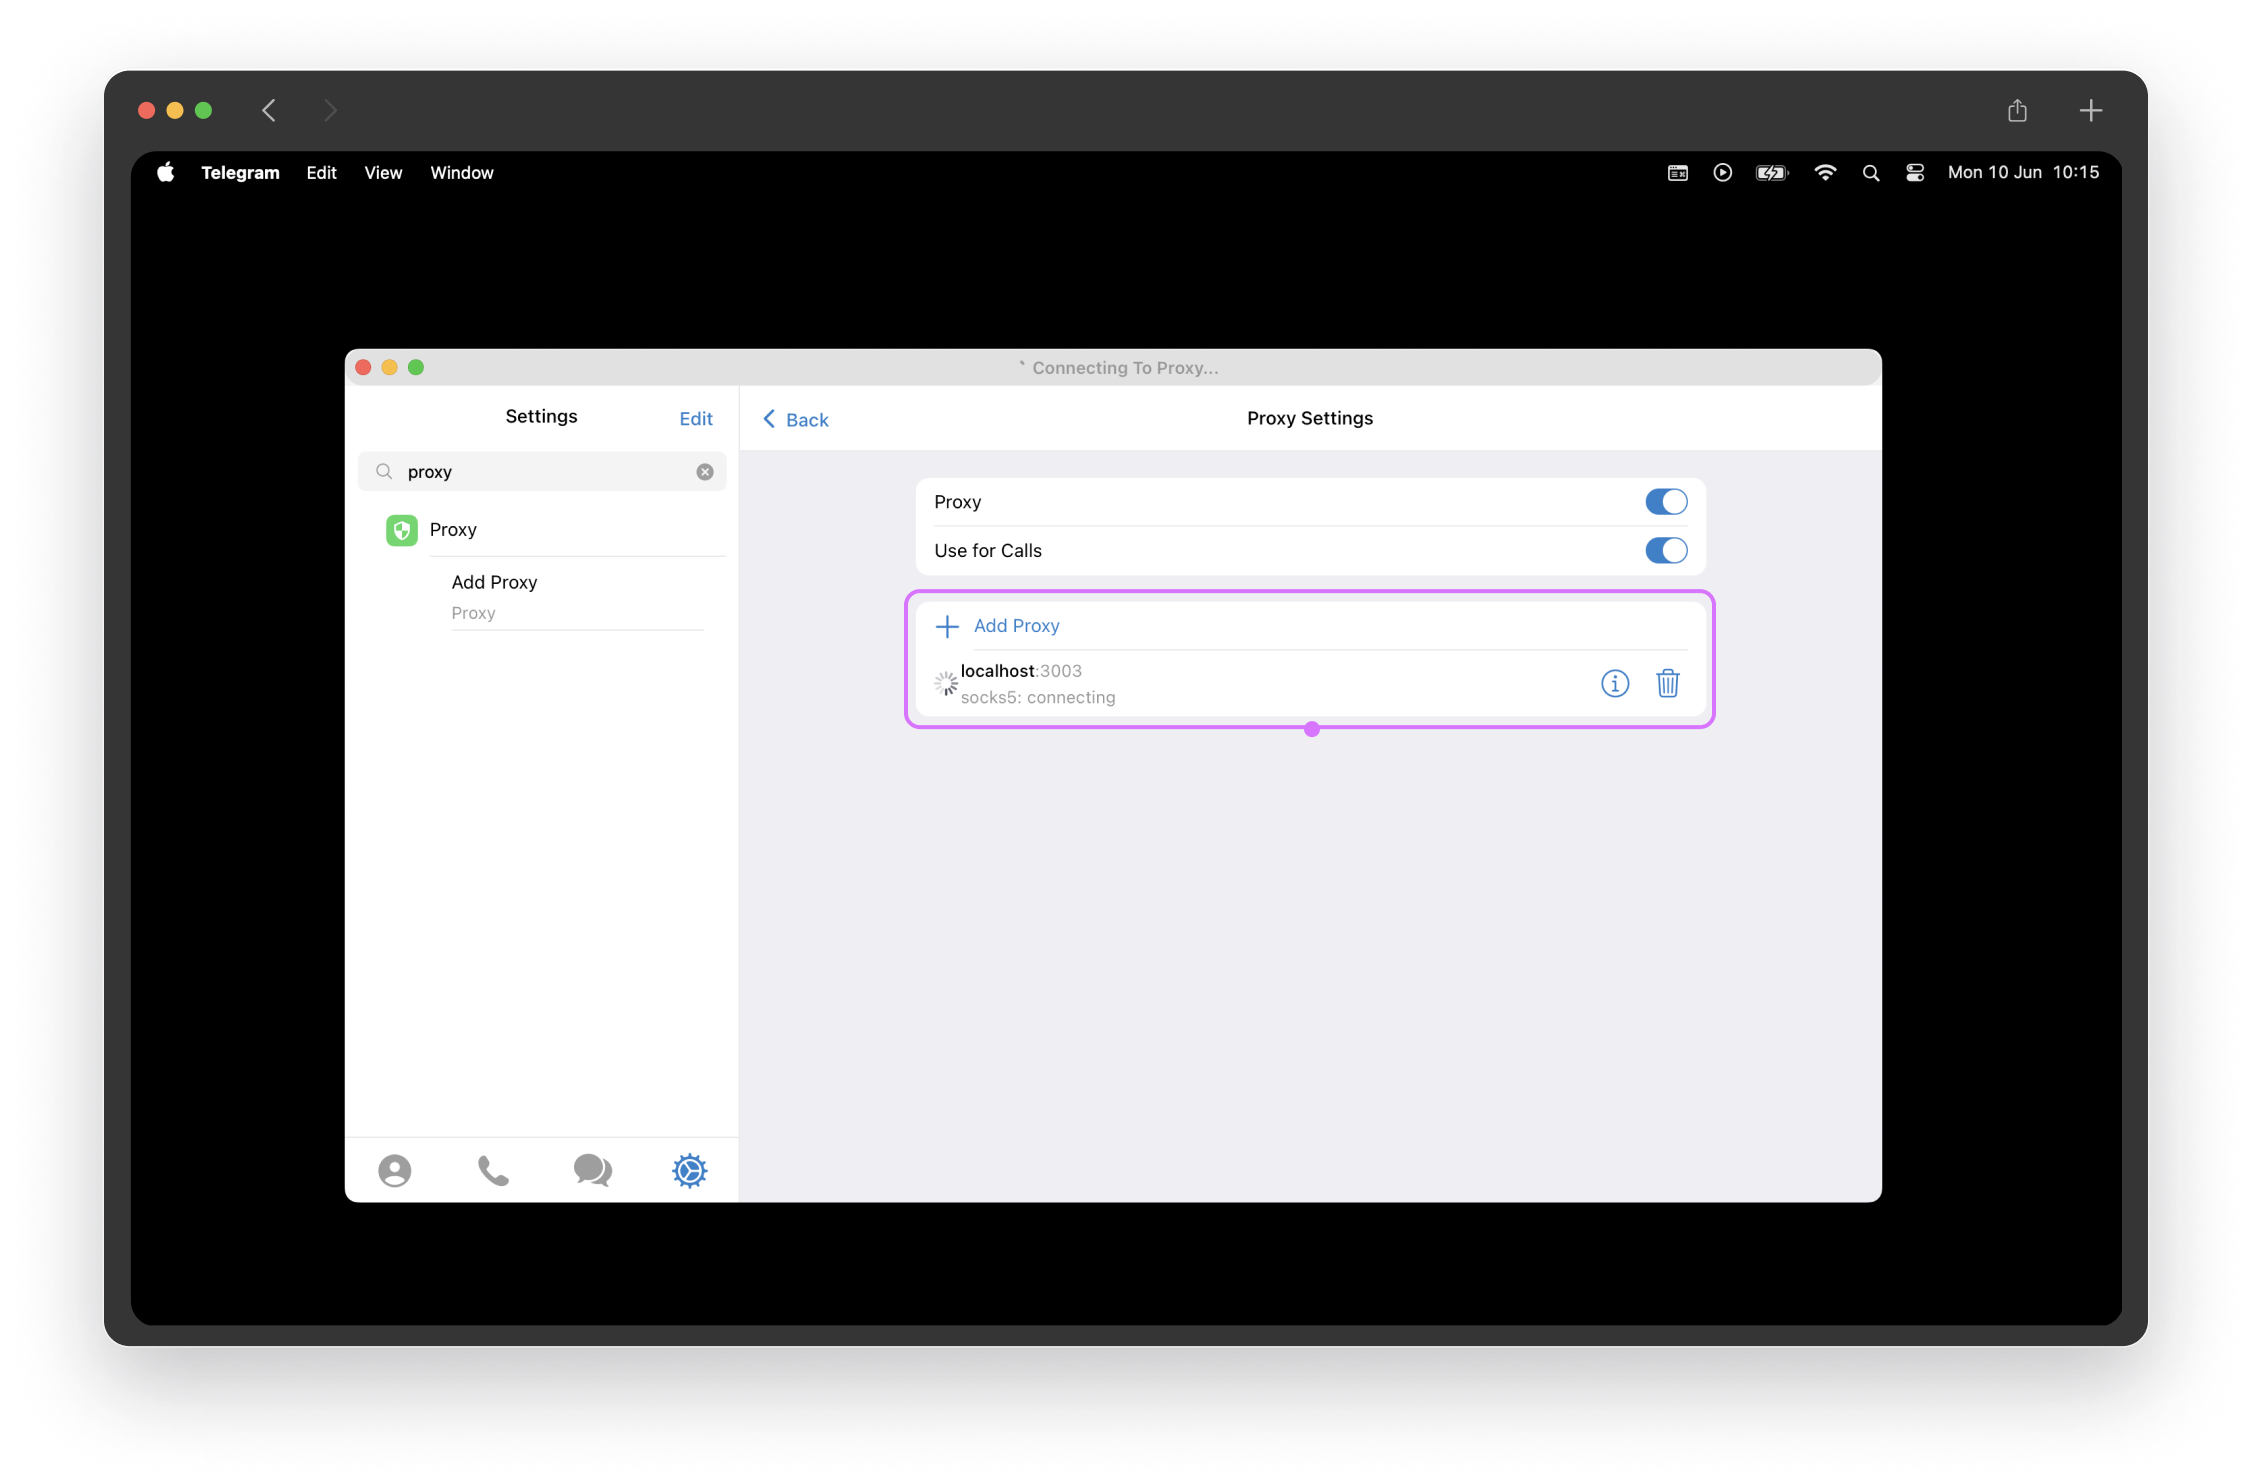 Telegram Edit View Window Mon 10 Jun 10:15
Connecting To Proxy...
Settings Edit
proxy
Proxy
Add Proxy
Proxy
Back Proxy Settings
Proxy
Use for Calls
Add Proxy
localhost:3003
socks5: connecting